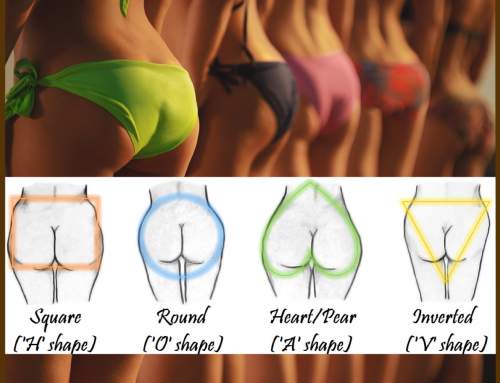 Square
('H' shape)
Round
('O' shape)
Heart/Pear
('A' shape)
Inverted
('V' shape)